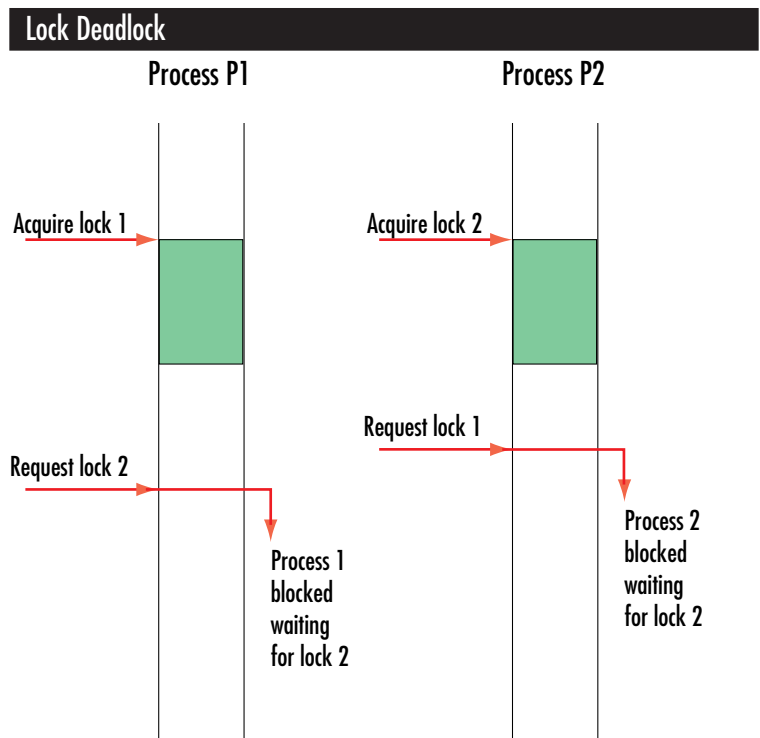 Lock Deadlock
Process P1
Process P2
Acquire lock 1
Acquire lock 2
Request lock 1
Request lock 2
Process 1
blocked
waiting
for lock 2
Process 2
blocked
waiting
for lock 2